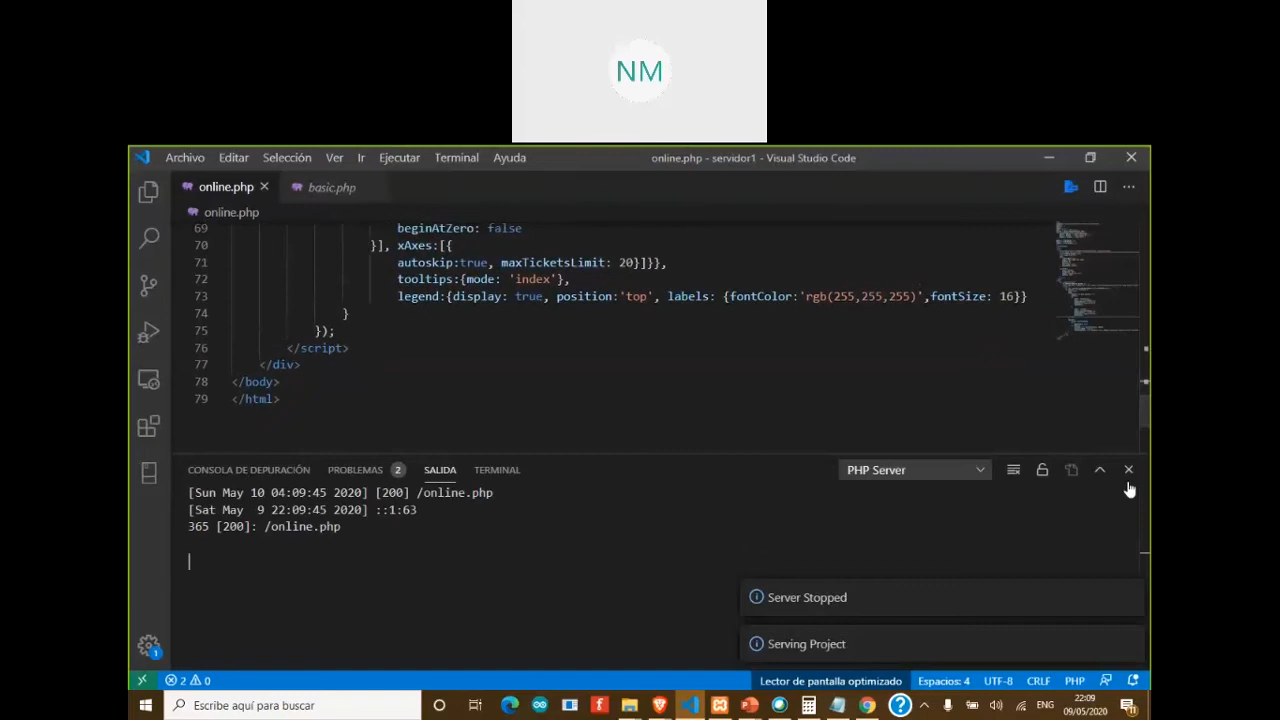 NM
Archivo Editar Selección Ver Ir Ejecutar Terminal Ayuda online.php - servidor1 - Visual Studio Code
online.php basic.php
online.php
69 beginAtZero: false
70 }], xAxes:[{
71 autoskip:true, maxTicketsLimit: 20}]}},
72 tooltips:{mode: 'index'},
73 legend:{display: true, position:'top', labels: {fontColor:'rgb(255,255,255)',fontSize: 16}}
74 }
75 });
76 </script>
77 </div>
78 </body>
79 </html>
CONSOLA DE DEPURACIÓN PROBLEMAS 2 SALIDA TERMINAL PHP Server
[Sun May 10 04:09:45 2020] [200] /online.php
[Sat May  9 22:09:45 2020] ::1:63
365 [200]: /online.php
Server Stopped
Serving Project
1
2 0 Lector de pantalla optimizado Espacios: 4 UTF-8 CRLF PHP
Escribe aquí para buscar ENG 22:09
09/05/2020 11